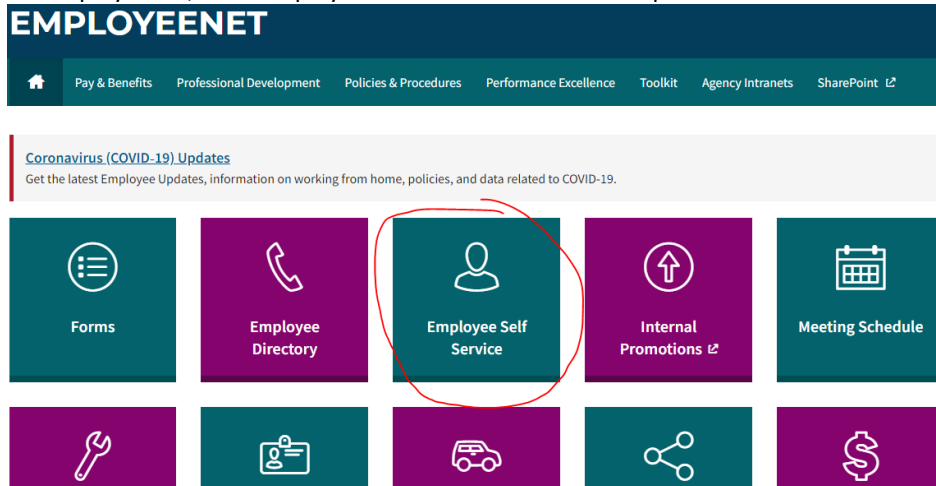 EMPLOYEENET
Pay & Benefits Professional Development Policies & Procedures Performance Excellence Toolkit Agency Intranets SharePoint
Coronavirus (COVID-19) Updates
Get the latest Employee Updates, information on working from home, policies, and data related to COVID-19.
Forms
Employee
Directory
Employee Self
Service
Internal
Promotions
Meeting Schedule